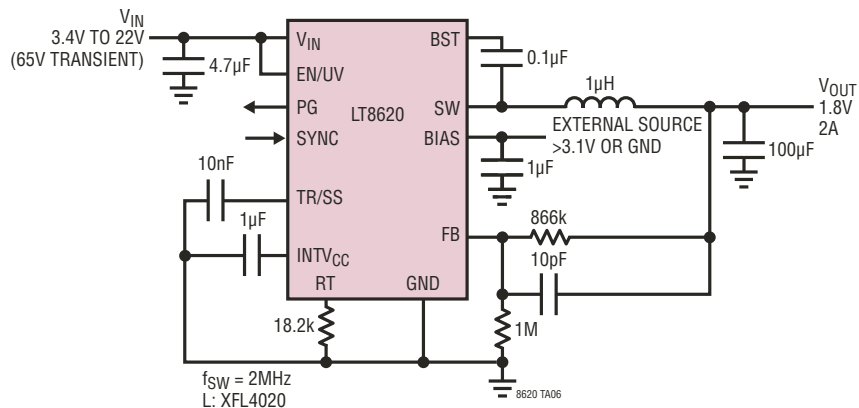 VIN
3.4V TO 22V
(65V TRANSIENT)
4.7µF
VIN
EN/UV
PG
SYNC
TR/SS
INTVCC
RT
GND
LT8620
BST
SW
BIAS
FB
0.1µF
1µH
VOUT
1.8V
2A
EXTERNAL SOURCE
>3.1V OR GND
1µF
100µF
10nF
1µF
866k
10pF
18.2k
1M
fSW = 2MHz
L: XFL4020
8620 TA06